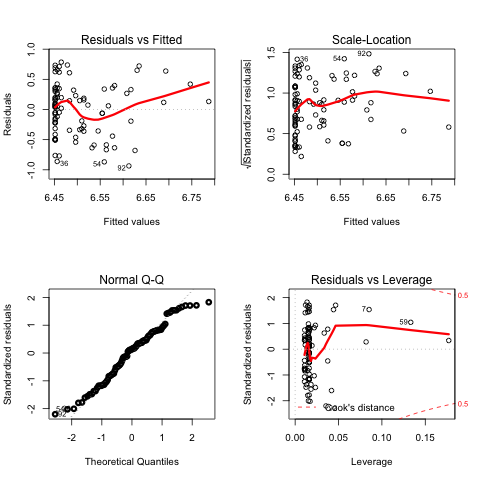 Residuals vs Fitted
Residuals
-1.0 -0.5 0.0 0.5 1.0
36
54
92
6.45 6.55 6.65 6.75
Fitted values
Scale-Location
√|Standardized residuals|
0.0 0.5 1.0 1.5
36
54
92
6.45 6.55 6.65 6.75
Fitted values
Normal Q-Q
Standardized residuals
-2 -1 0 1 2
92
-2 -1 0 1 2
Theoretical Quantiles
Residuals vs Leverage
Standardized residuals
-2 -1 0 1 2
7
59
0.5
0.5
Cook's distance
0.00 0.05 0.10 0.15
Leverage